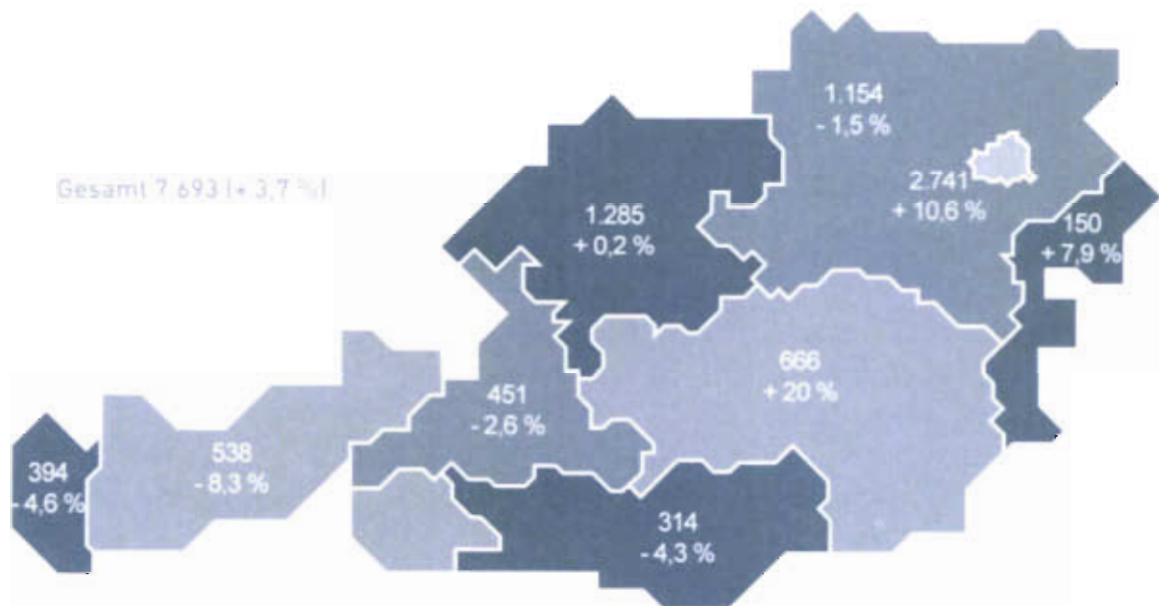 1.154
- 1,5 %
2.741
+ 10,6 %
Gesamt 7 693 (+ 3,7 %)
1.285
+ 0,2 %
150
+ 7,9 %
666
+ 20 %
451
- 2,6 %
538
- 8,3 %
394
- 4,6 %
314
- 4,3 %